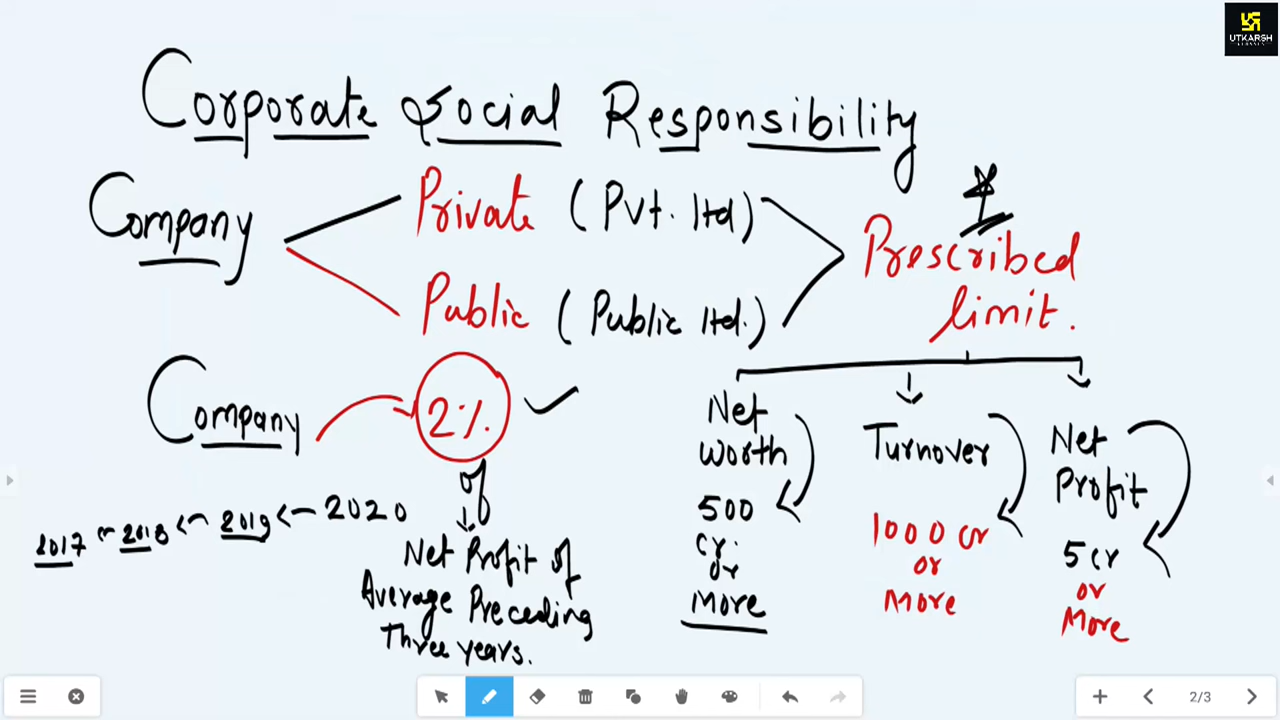 UTKARSH
CLASSES
Corporate Social Responsibility
Company
Private (Pvt. ltd)
Public (Public ltd.)
Prescribed
limit.
Company
2%
of
Net Profit of
Average Preceding
Three years.
2017 2018 2019 2020
Net
worth
500
cr.
or
More
Turnover
1000 cr
or
More
Net
Profit
5 cr
or
More
2/3